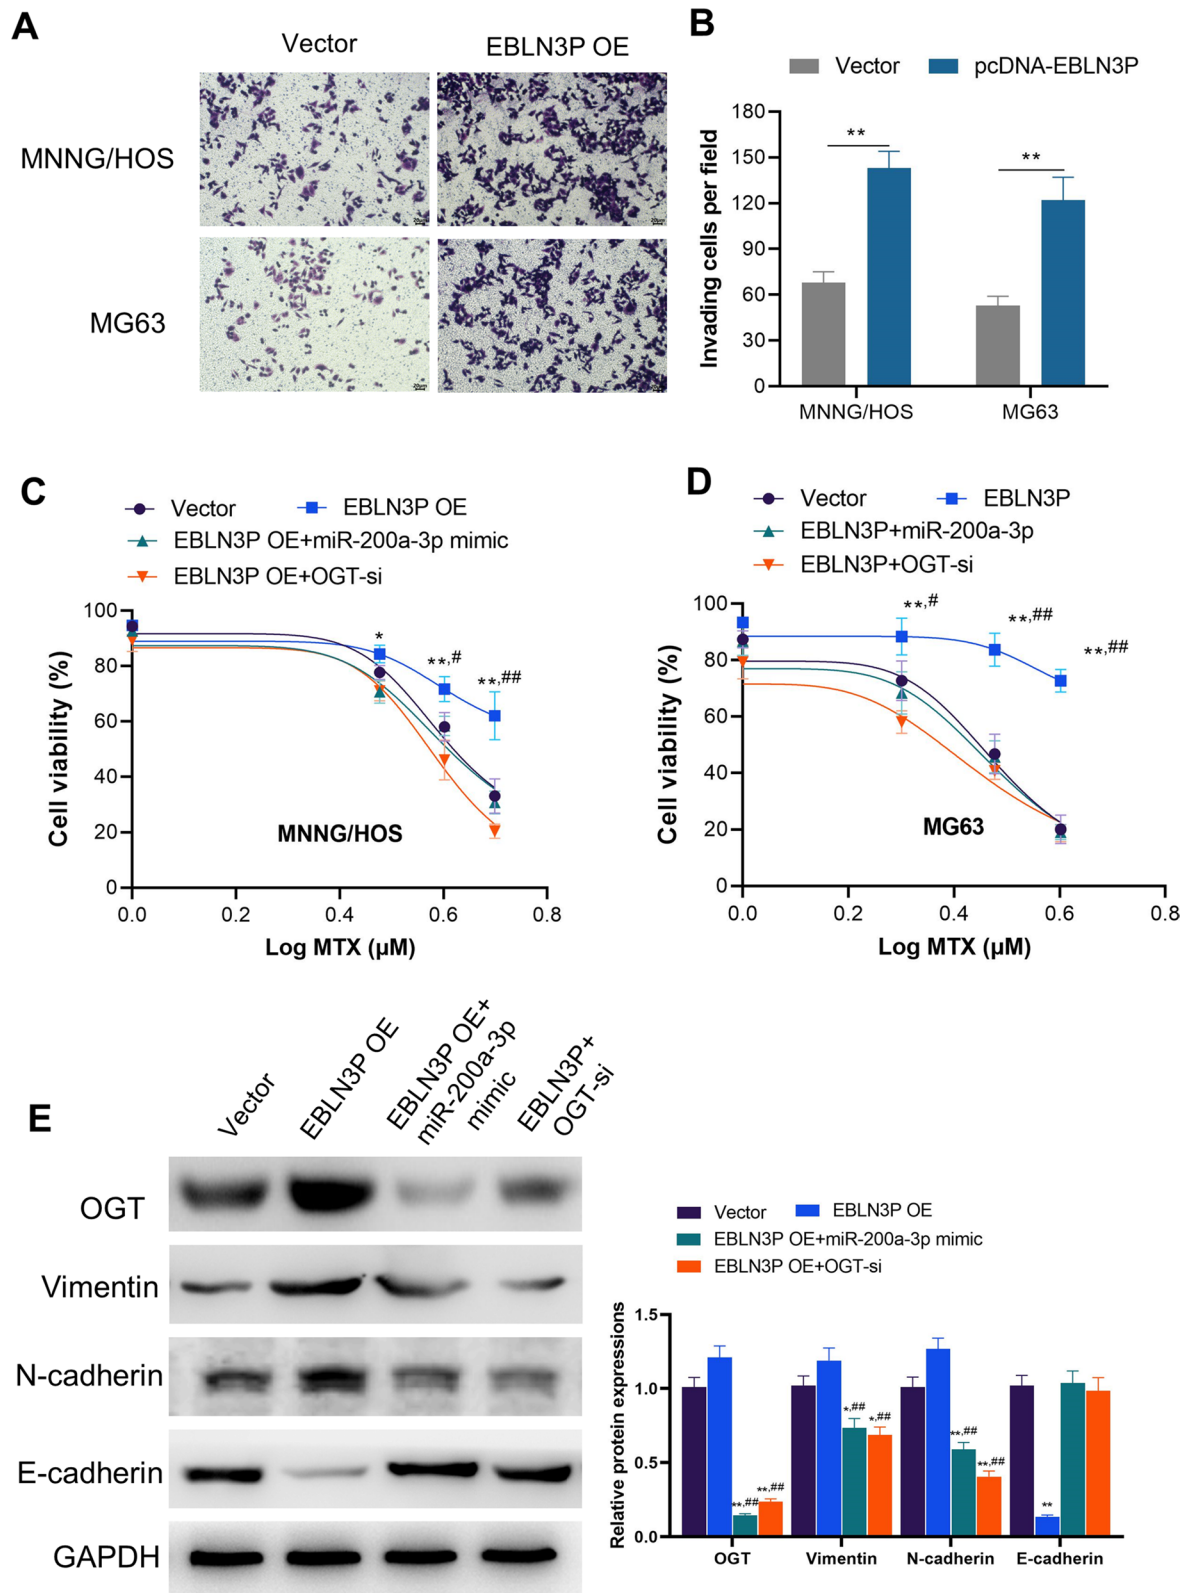 A
Vector
EBLN3P OE
MNNG/HOS
MG63
20μm
20μm
20μm
B
Vector
pcDNA-EBLN3P
Invading cells per field
180
150
120
90
60
30
0
**
**
MNNG/HOS
MG63
C
Vector
EBLN3P OE
EBLN3P OE+miR-200a-3p mimic
EBLN3P OE+OGT-si
Cell viability (%)
100
80
60
40
20
0
*
**,#
**,##
MNNG/HOS
0.0
0.2
0.4
0.6
0.8
Log MTX (μM)
D
Vector
EBLN3P
EBLN3P+miR-200a-3p
EBLN3P+OGT-si
Cell viability (%)
100
80
60
40
20
0
**,#
**,##
**,##
MG63
0.0
0.2
0.4
0.6
0.8
Log MTX (μM)
E
Vector
EBLN3P OE
EBLN3P OE+
miR-200a-3p
mimic
EBLN3P+
OGT-si
OGT
Vimentin
N-cadherin
E-cadherin
GAPDH
Vector
EBLN3P OE
EBLN3P OE+miR-200a-3p mimic
EBLN3P OE+OGT-si
Relative protein expressions
1.5
1.0
0.5
0.0
**,##
**,##
*,##
*,##
**,##
**,##
**
OGT
Vimentin
N-cadherin
E-cadherin